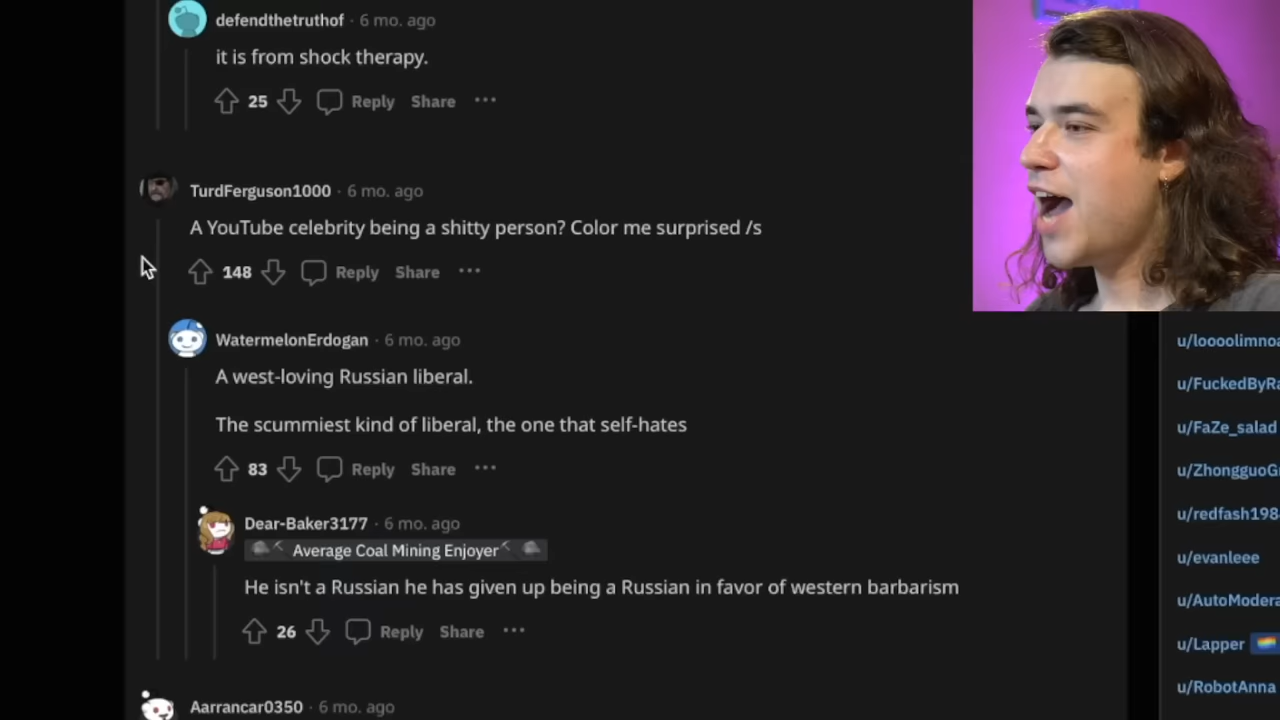 defendthetruthof · 6 mo. ago
it is from shock therapy.
25 Reply Share ···
TurdFerguson1000 · 6 mo. ago
A YouTube celebrity being a shitty person? Color me surprised /s
148 Reply Share ···
WatermelonErdogan · 6 mo. ago
A west-loving Russian liberal.
The scummiest kind of liberal, the one that self-hates
83 Reply Share ···
Dear-Baker3177 · 6 mo. ago
Average Coal Mining Enjoyer
He isn't a Russian he has given up being a Russian in favor of western barbarism
26 Reply Share ···
Aarrancar0350 · 6 mo. ago
u/loooolimno
u/FuckedByRa
u/FaZe_salad
u/ZhongguoG
u/redfash198
u/evanleee
u/AutoModera
u/Lapper
u/RobotAnna